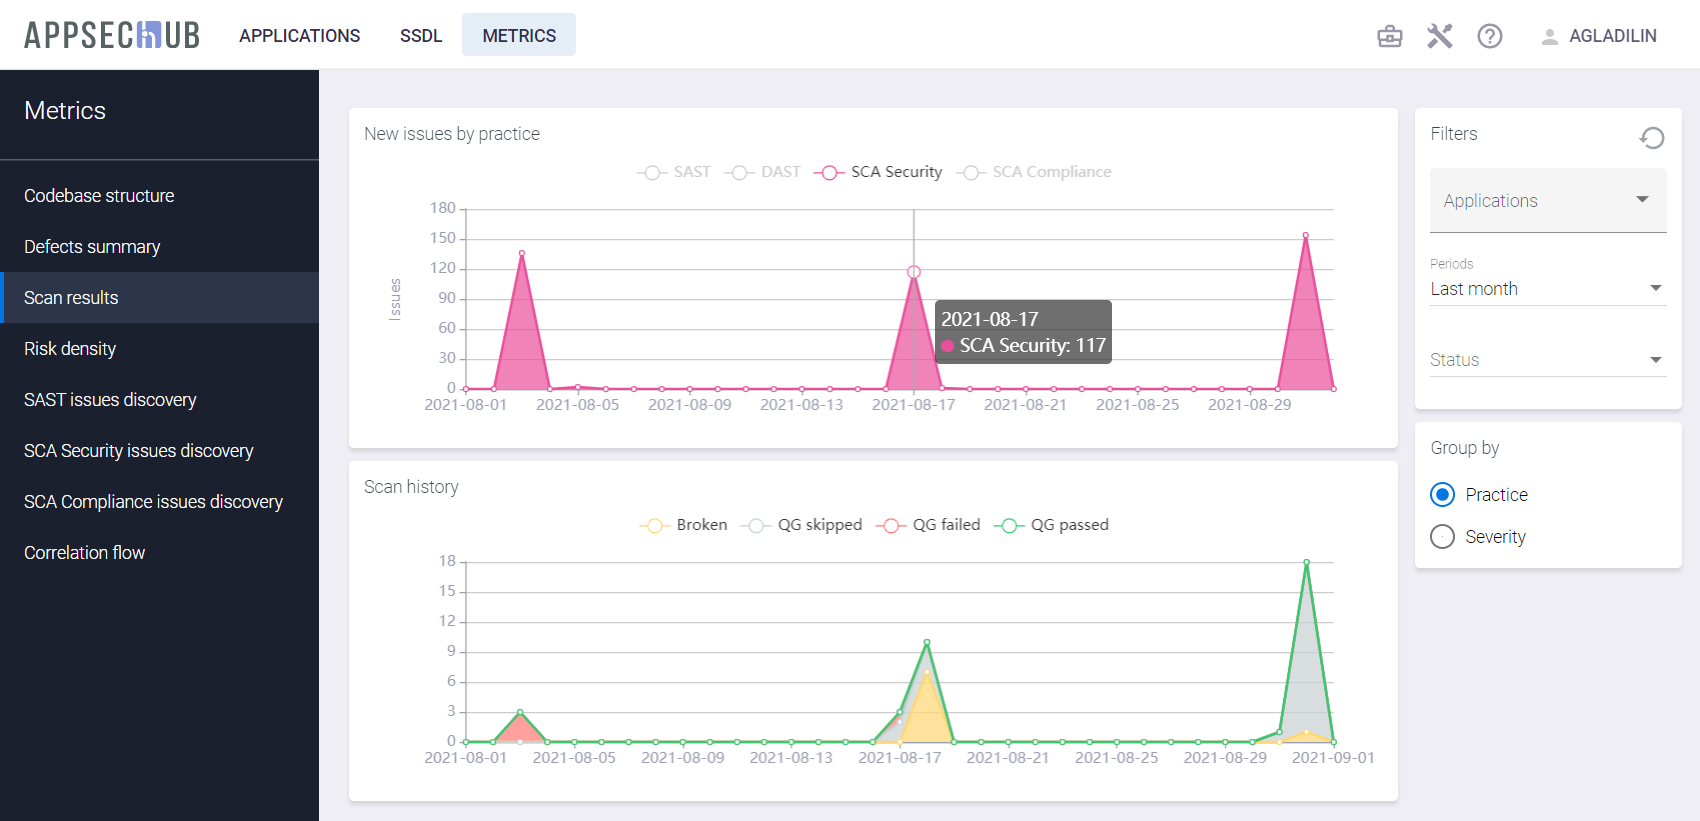 APPSECHUB
APPLICATIONS
SSDL
METRICS
AGLADILIN
Metrics
Codebase structure
Defects summary
Scan results
Risk density
SAST issues discovery
SCA Security issues discovery
SCA Compliance issues discovery
Correlation flow
New issues by practice
SAST DAST SCA Security SCA Compliance
Issues
180
150
120
90
60
30
0
2021-08-17
SCA Security: 117
2021-08-01 2021-08-05 2021-08-09 2021-08-13 2021-08-17 2021-08-21 2021-08-25 2021-08-29
Scan history
Broken QG skipped QG failed QG passed
18
15
12
9
6
3
0
2021-08-01 2021-08-05 2021-08-09 2021-08-13 2021-08-17 2021-08-21 2021-08-25 2021-08-29 2021-09-01
Filters
Applications
Periods
Last month
Status
Group by
Practice
Severity